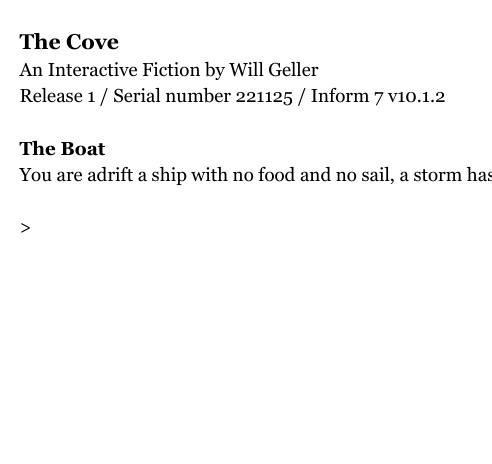 The Cove
An Interactive Fiction by Will Geller
Release 1 / Serial number 221125 / Inform 7 v10.1.2
The Boat
You are adrift a ship with no food and no sail, a storm has
>